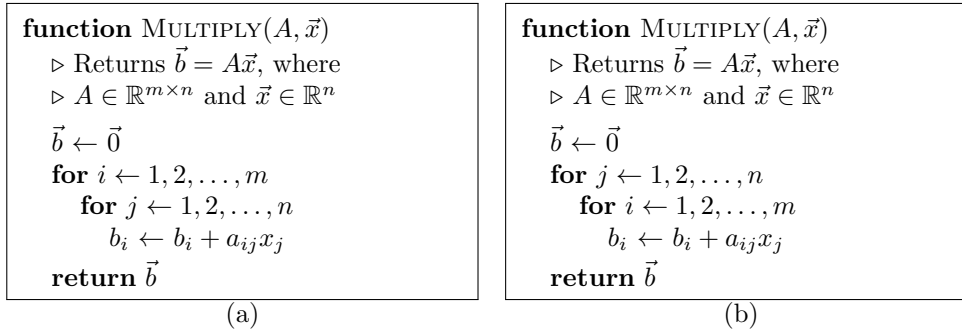 function MULTIPLY(A, x⃗)
▷ Returns b⃗ = Ax⃗, where
▷ A ∈ ℝ^{m×n} and x⃗ ∈ ℝ^n
b⃗ ← 0⃗
for i ← 1, 2, . . . , m
for j ← 1, 2, . . . , n
b_i ← b_i + a_{ij}x_j
return b⃗
(a)
function MULTIPLY(A, x⃗)
▷ Returns b⃗ = Ax⃗, where
▷ A ∈ ℝ^{m×n} and x⃗ ∈ ℝ^n
b⃗ ← 0⃗
for j ← 1, 2, . . . , n
for i ← 1, 2, . . . , m
b_i ← b_i + a_{ij}x_j
return b⃗
(b)